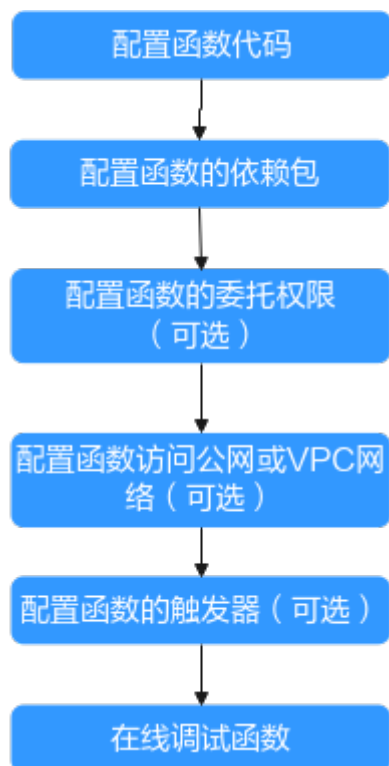 配置函数代码
配置函数的依赖包
配置函数的委托权限
（可选）
配置函数访问公网或VPC网
络（可选）
配置函数的触发器（可选）
在线调试函数